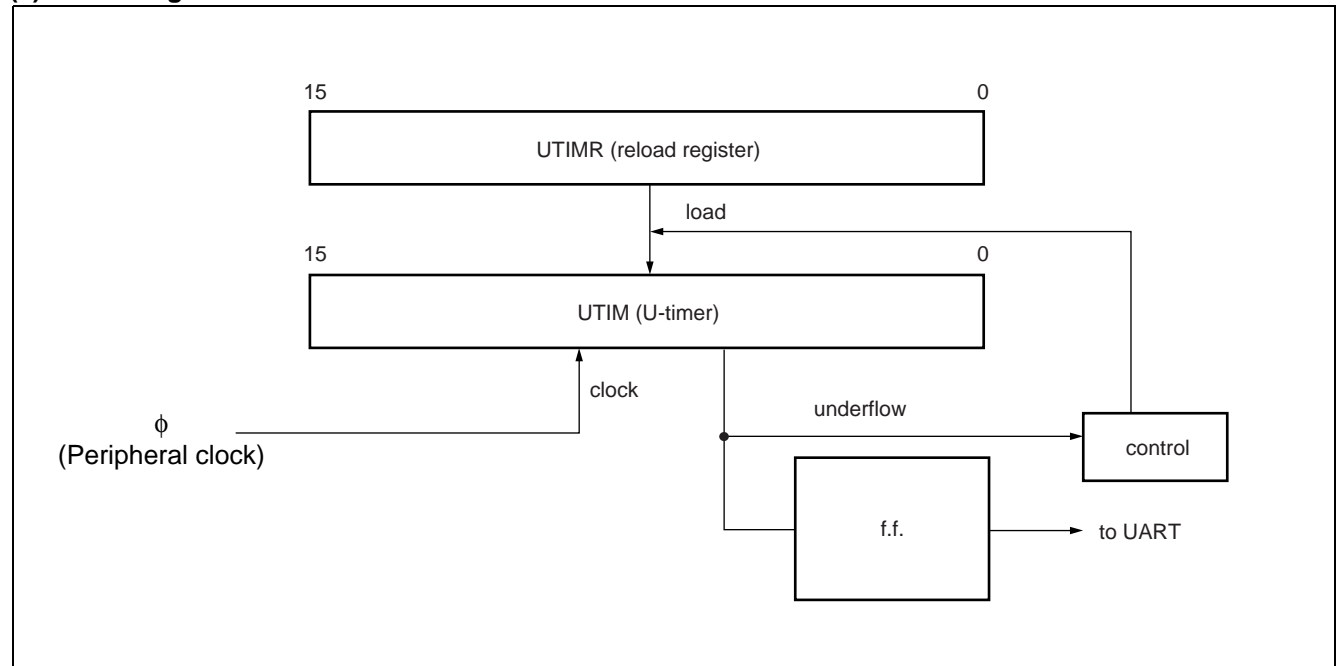 15 0
UTIMR (reload register)
load
15 0
UTIM (U-timer)
clock
underflow
ϕ
(Peripheral clock)
control
f.f.
to UART